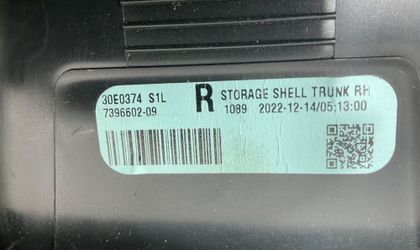 30E0374 S1L
7396602-09
R STORAGE SHELL TRUNK RH
1089 2022-12-14/05:13:00